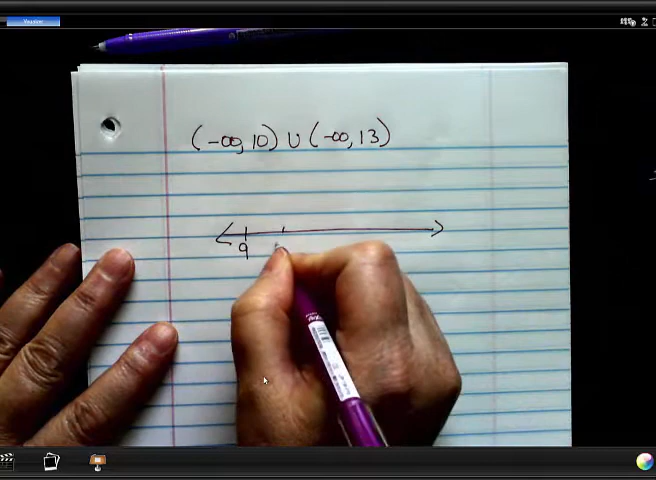 (-∞, 10) ∪ (-∞, 13)
9